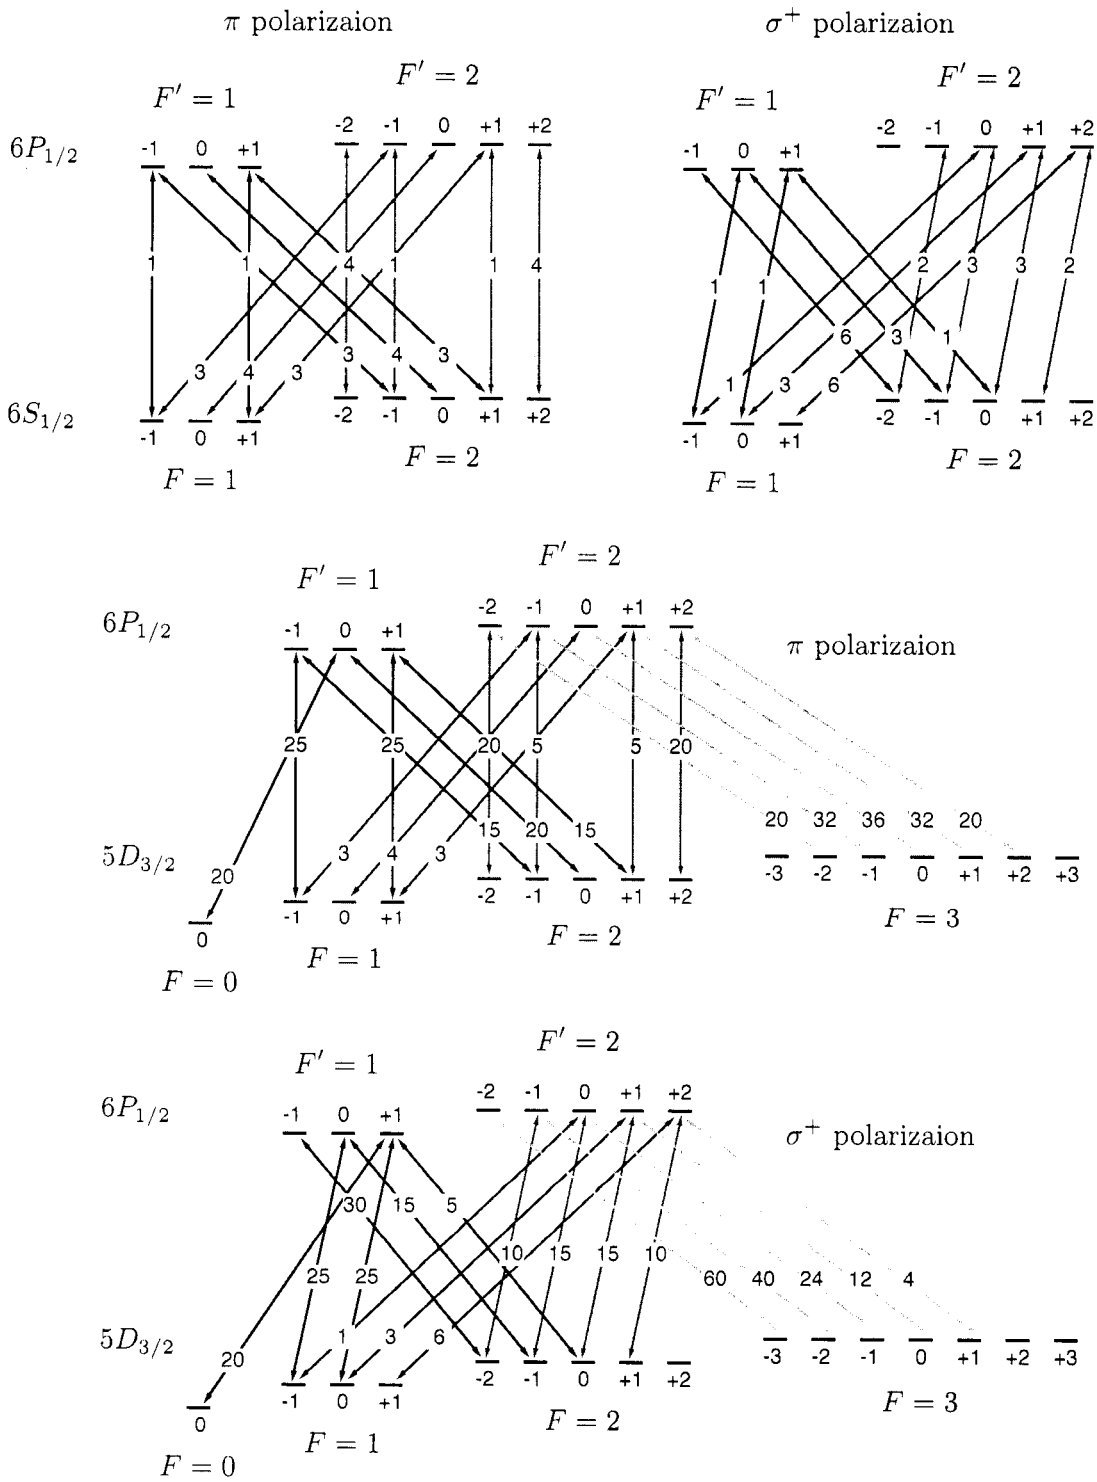 π polarizaion
σ+ polarizaion
F′ = 2
F′ = 2
F′ = 1
F′ = 1
6P1/2
-1 0 +1 -2 -1 0 +1 +2
-1 0 +1 -2 -1 0 +1 +2
1 1 4 1 1 4
2 3 3 2
1 1
6 3 1
3 4 3
3 4 3
1 3 6
6S1/2
-1 0 +1 -2 -1 0 +1 +2
-1 0 +1 -2 -1 0 +1 +2
F = 2
F = 2
F = 1
F = 1
F′ = 2
F′ = 1
6P1/2
-1 0 +1 -2 -1 0 +1 +2
π polarizaion
25 25 20 5 5 20
15 20 15
20 32 36 32 20
3 4 3
5D3/2
20
-3 -2 -1 0 +1 +2 +3
-2 -1 0 +1 +2
-1 0 +1
0
F = 3
F = 2
F = 1
F = 0
F′ = 2
F′ = 1
6P1/2
-1 0 +1 -2 -1 0 +1 +2
σ+ polarizaion
30 15 5
10 15 15 10
25 25
60 40 24 12 4
1 3 6
5D3/2
20
-3 -2 -1 0 +1 +2 +3
-2 -1 0 +1 +2
-1 0 +1
0
F = 3
F = 2
F = 1
F = 0